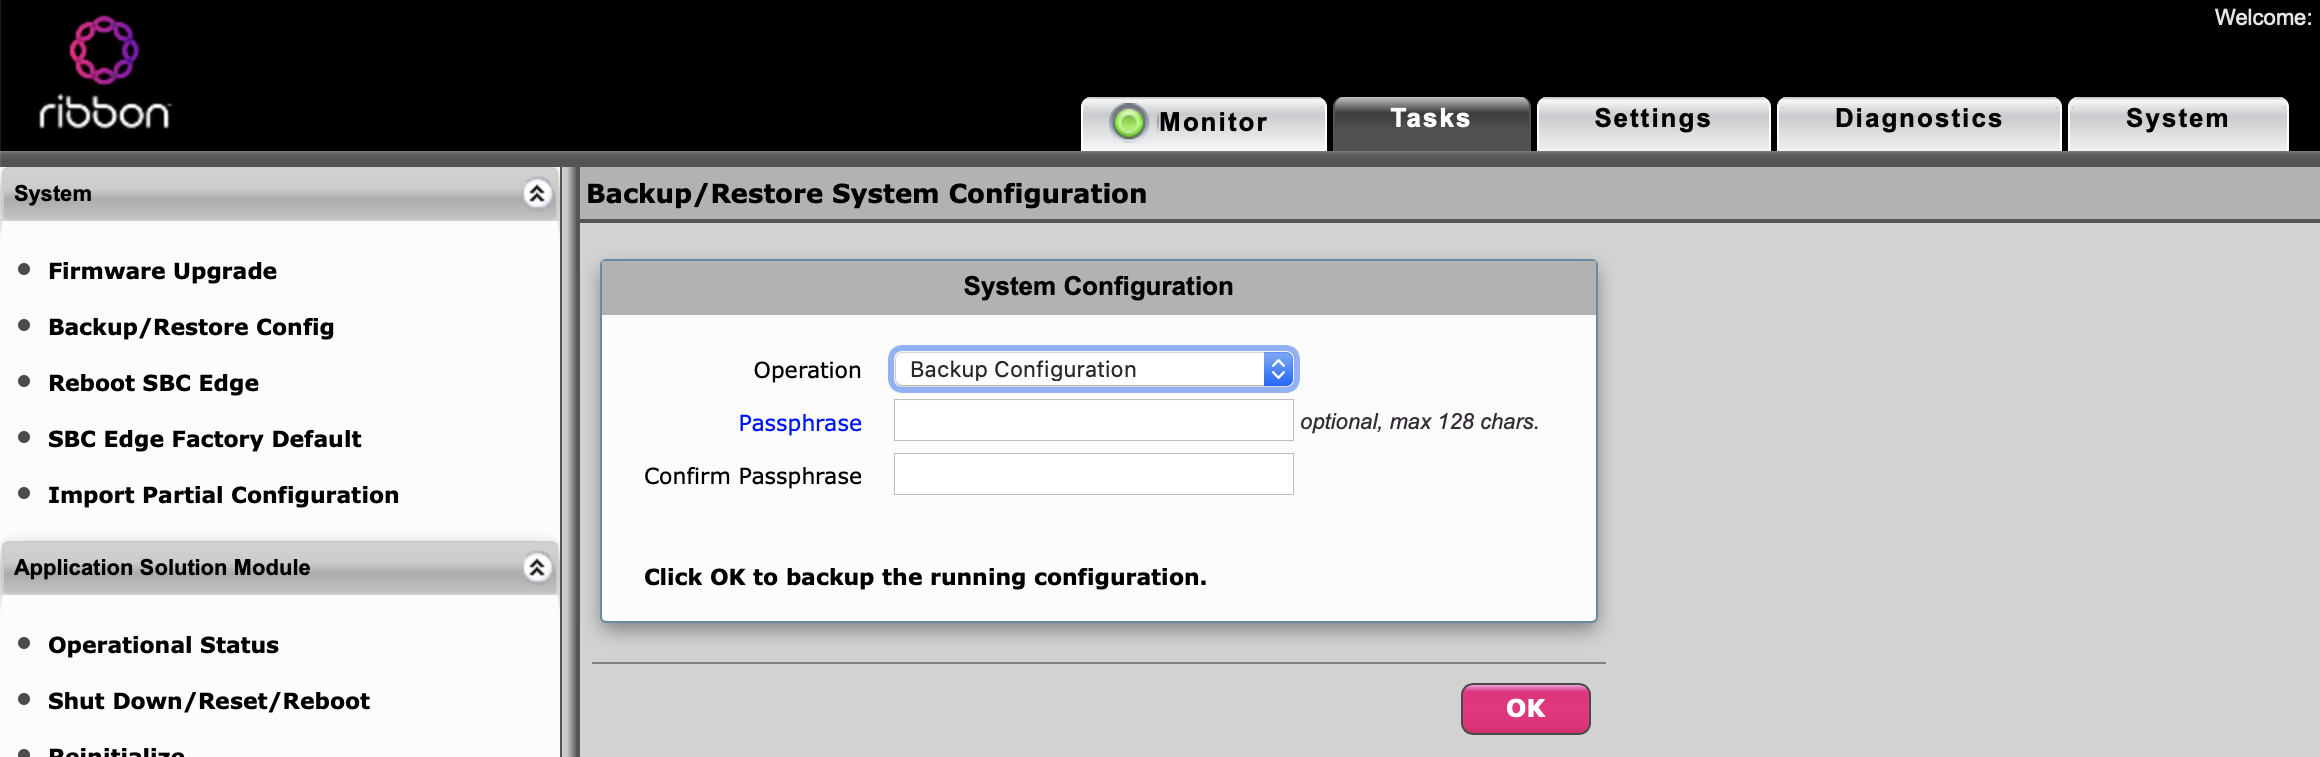 Welcome:
ribbon
Monitor
Tasks
Settings
Diagnostics
System
System
Firmware Upgrade
Backup/Restore Config
Reboot SBC Edge
SBC Edge Factory Default
Import Partial Configuration
Application Solution Module
Operational Status
Shut Down/Reset/Reboot
Reinitialize
Backup/Restore System Configuration
System Configuration
Operation Backup Configuration
Passphrase optional, max 128 chars.
Confirm Passphrase
Click OK to backup the running configuration.
OK